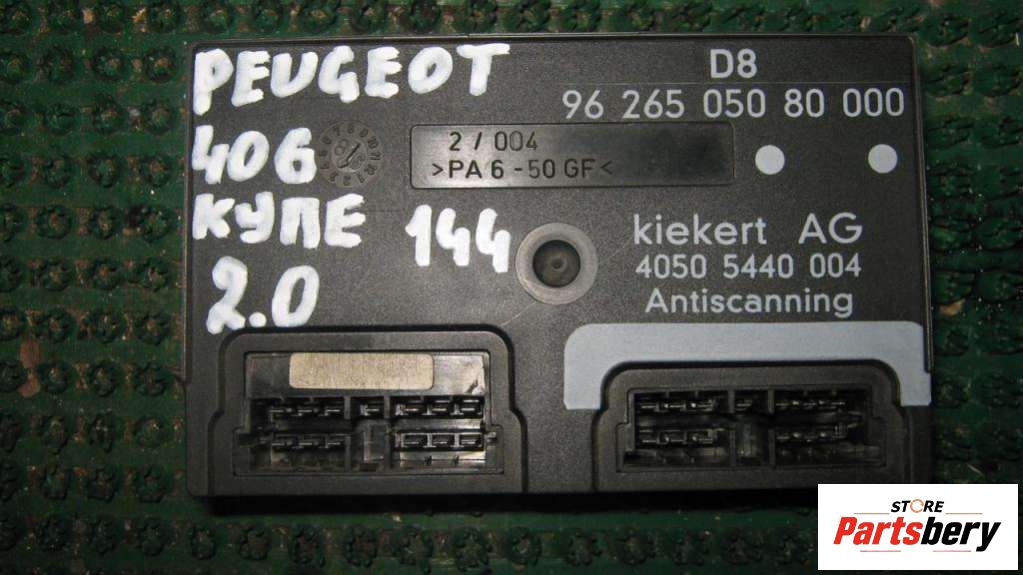 PEUGEOT
406
КУПЕ 144
2.0
D8
96 265 050 80 000
2 / 004
>PA 6 - 50 GF<
kiekert AG
4050 5440 004
Antiscanning
STORE
Partsbery